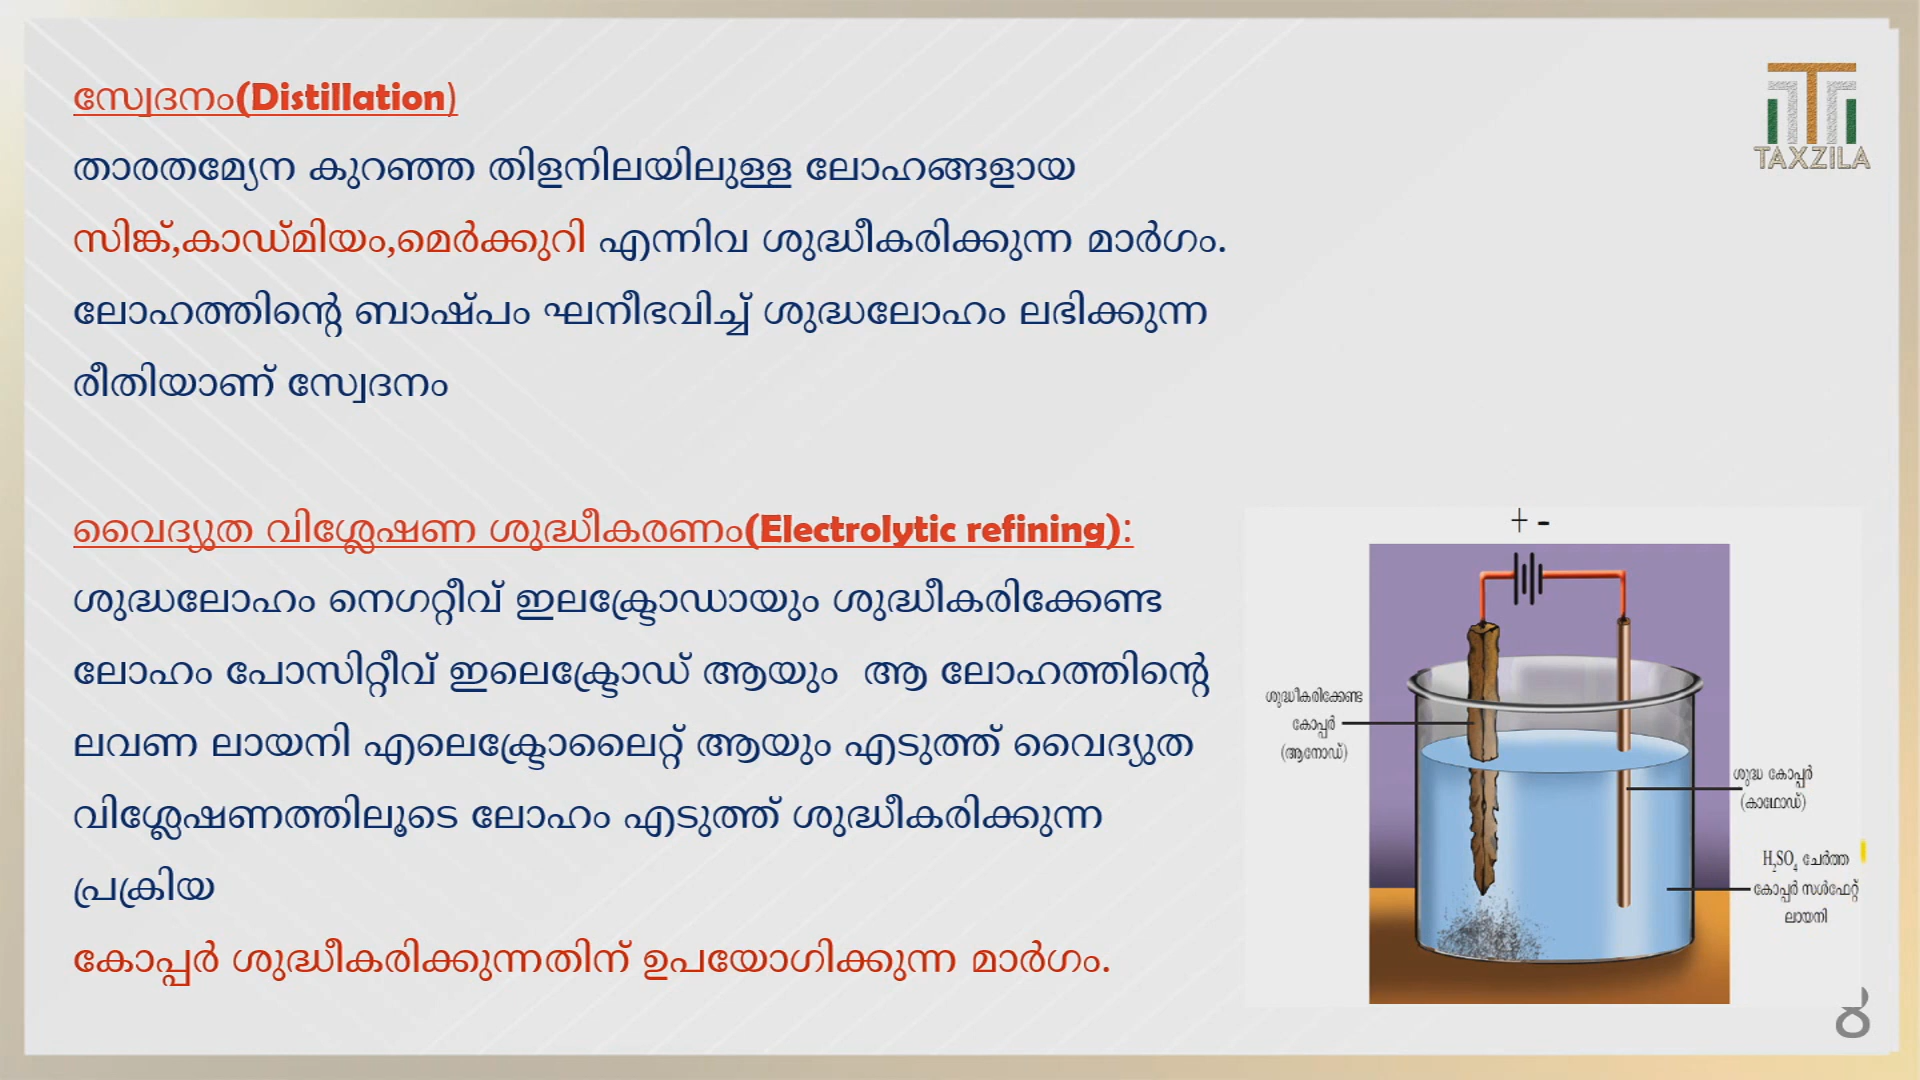 സ്വേദനം(Distillation)
താരതമ്യേന കുറഞ്ഞ തിളനിലയിലുള്ള ലോഹങ്ങളായ
സിങ്ക്,കാഡ്മിയം,മെർക്കുറി എന്നിവ ശുദ്ധീകരിക്കുന്ന മാർഗം.
ലോഹത്തിന്റെ ബാഷ്പം ഘനീഭവിച്ച് ശുദ്ധലോഹം ലഭിക്കുന്ന
രീതിയാണ് സ്വേദനം
വൈദ്യുത വിശ്ലേഷണ ശുദ്ധീകരണം(Electrolytic refining):
ശുദ്ധലോഹം നെഗറ്റീവ് ഇലക്ട്രോഡായും ശുദ്ധീകരിക്കേണ്ട
ലോഹം പോസിറ്റീവ് ഇലെക്ട്രോഡ് ആയും ആ ലോഹത്തിന്റെ
ലവണ ലായനി എലെക്ട്രോലൈറ്റ് ആയും എടുത്ത് വൈദ്യുത
വിശ്ലേഷണത്തിലൂടെ ലോഹം എടുത്ത് ശുദ്ധീകരിക്കുന്ന
പ്രക്രിയ
കോപ്പർ ശുദ്ധീകരിക്കുന്നതിന് ഉപയോഗിക്കുന്ന മാർഗം.
TAXZILA
+ -
ശുദ്ധീകരിക്കേണ്ട
കോപ്പർ
(ആനോഡ്)
ശുദ്ധ കോപ്പർ
(കാഥോഡ്)
H₂SO₄ ചേർത്ത
കോപ്പർ സൾഫേറ്റ്
ലായനി